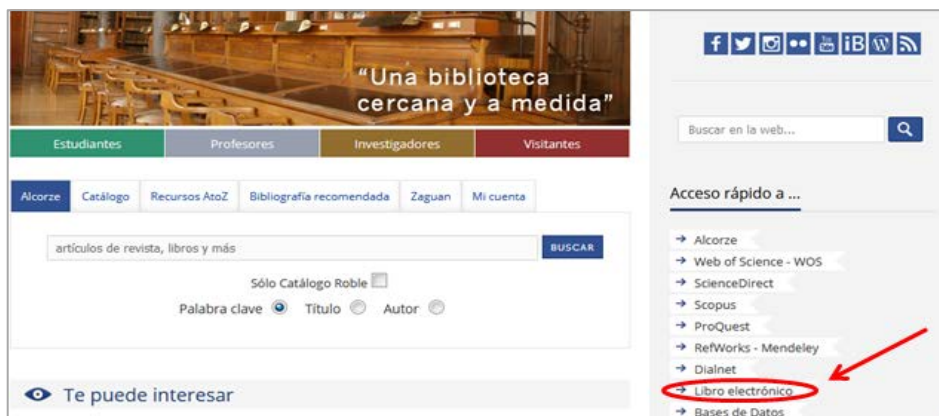 “Una biblioteca
cercana y a medida”
Estudiantes
Profesores
Investigadores
Visitantes
Alcorze
Catálogo
Recursos AtoZ
Bibliografía recomendada
Zaguan
Mi cuenta
artículos de revista, libros y más
BUSCAR
Sólo Catálogo Roble
Palabra clave Título Autor
Te puede interesar
f You iB W
Buscar en la web...
Acceso rápido a ...
Alcorze
Web of Science - WOS
ScienceDirect
Scopus
ProQuest
RefWorks - Mendeley
Dialnet
Libro electrónico
Bases de Datos